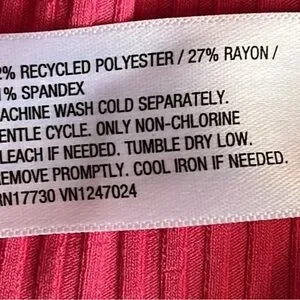 2% RECYCLED POLYESTER / 27% RAYON /
1% SPANDEX
ACHINE WASH COLD SEPARATELY.
ENTLE CYCLE. ONLY NON-CHLORINE
LEACH IF NEEDED. TUMBLE DRY LOW.
REMOVE PROMPTLY. COOL IRON IF NEEDED.
RN17730 VN1247024